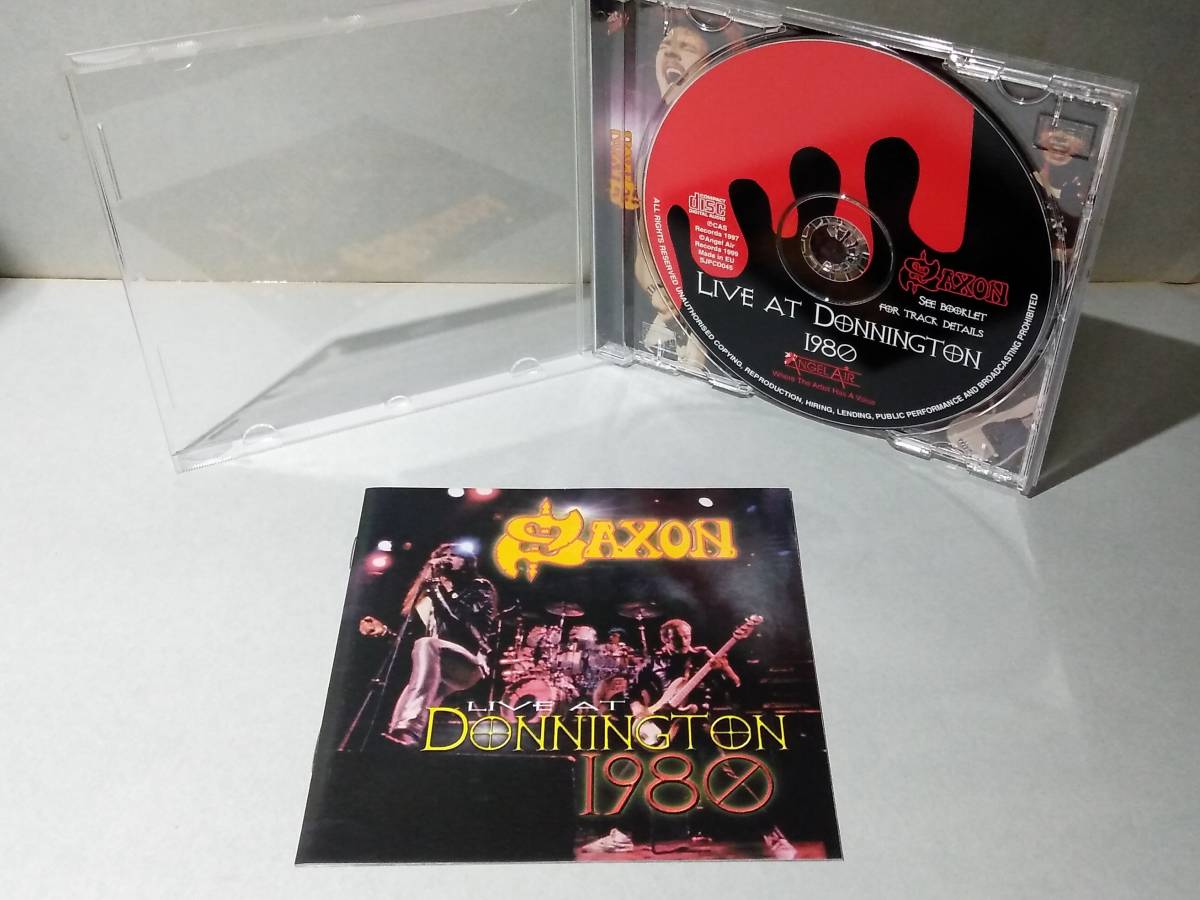 COMPACT
disc
DIGITAL AUDIO
℗CAS
Records 1997
©Angel Air
Records 1999
Made in EU
SJPCD045
SAXON
SEE BOOKLET
FOR TRACK DETAILS
LIVE AT DONNINGTON
1980
ANGEL AIR
Where The Artist Has A Voice
ALL RIGHTS RESERVED UNAUTHORISED COPYING, REPRODUCTION, HIRING, LENDING, PUBLIC PERFORMANCE AND BROADCASTING PROHIBITED
SAXON
LIVE AT
DONNINGTON
1980